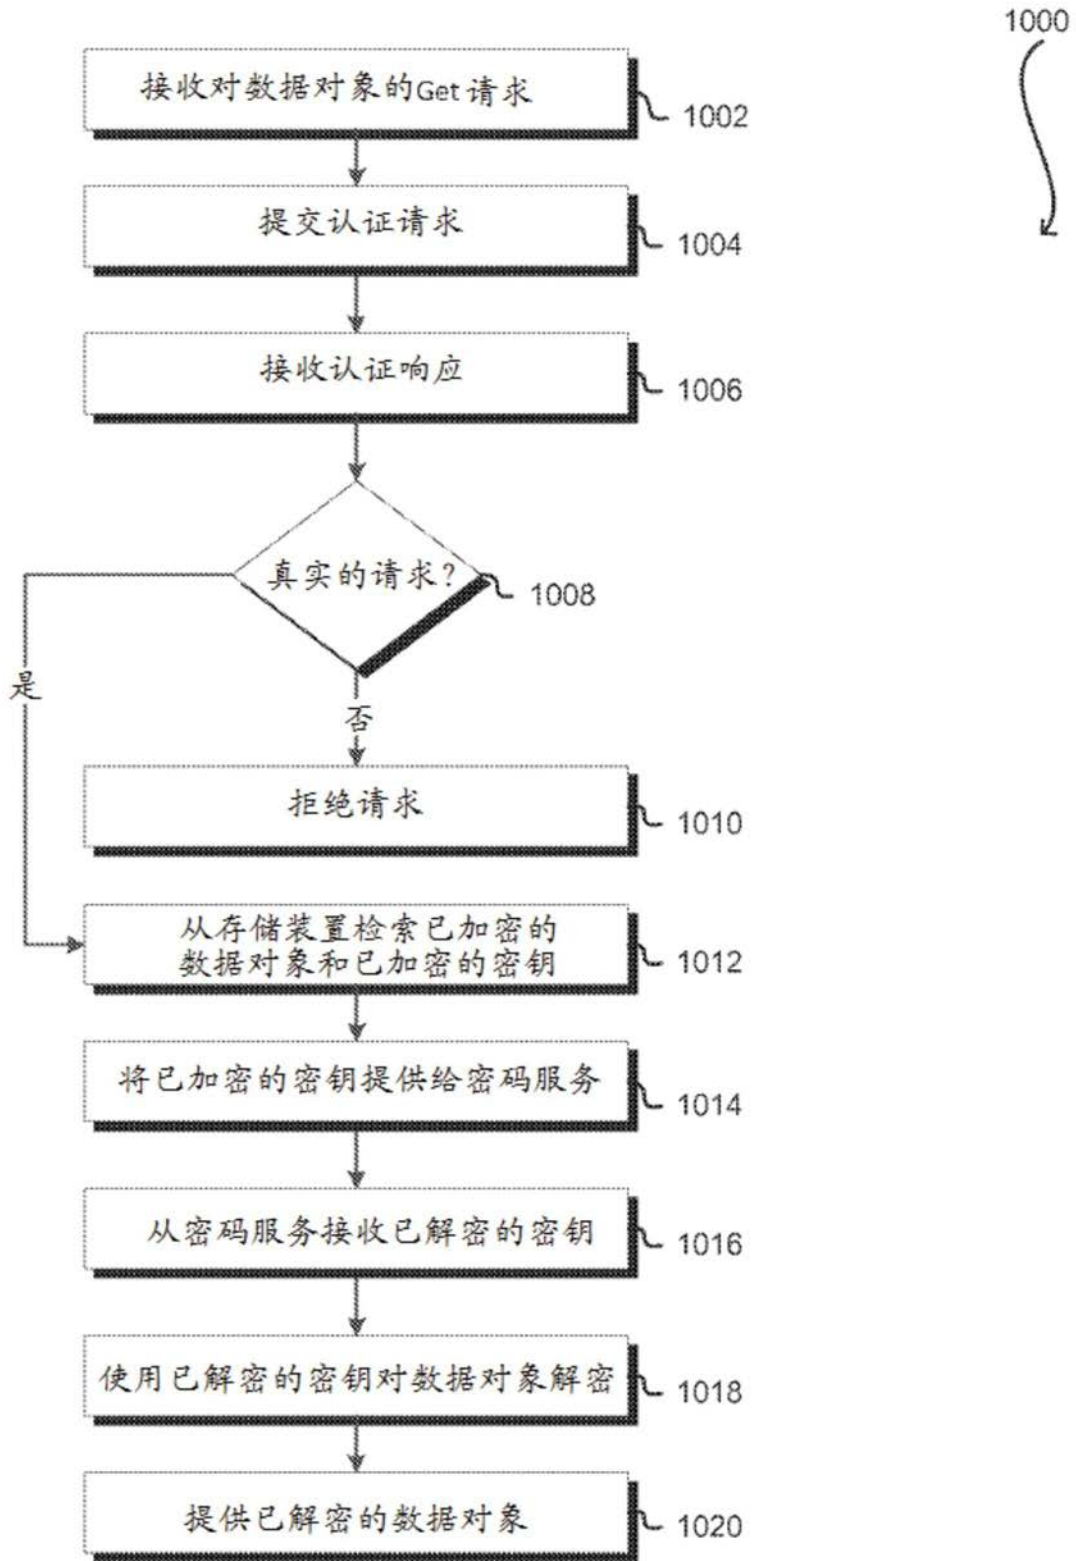 1000
接收对数据对象的Get 请求
1002
提交认证请求
1004
接收认证响应
1006
真实的请求?
1008
是
否
拒绝请求
1010
从存储装置检索已加密的
数据对象和已加密的密钥
1012
将已加密的密钥提供给密码服务
1014
从密码服务接收已解密的密钥
1016
使用已解密的密钥对数据对象解密
1018
提供已解密的数据对象
1020